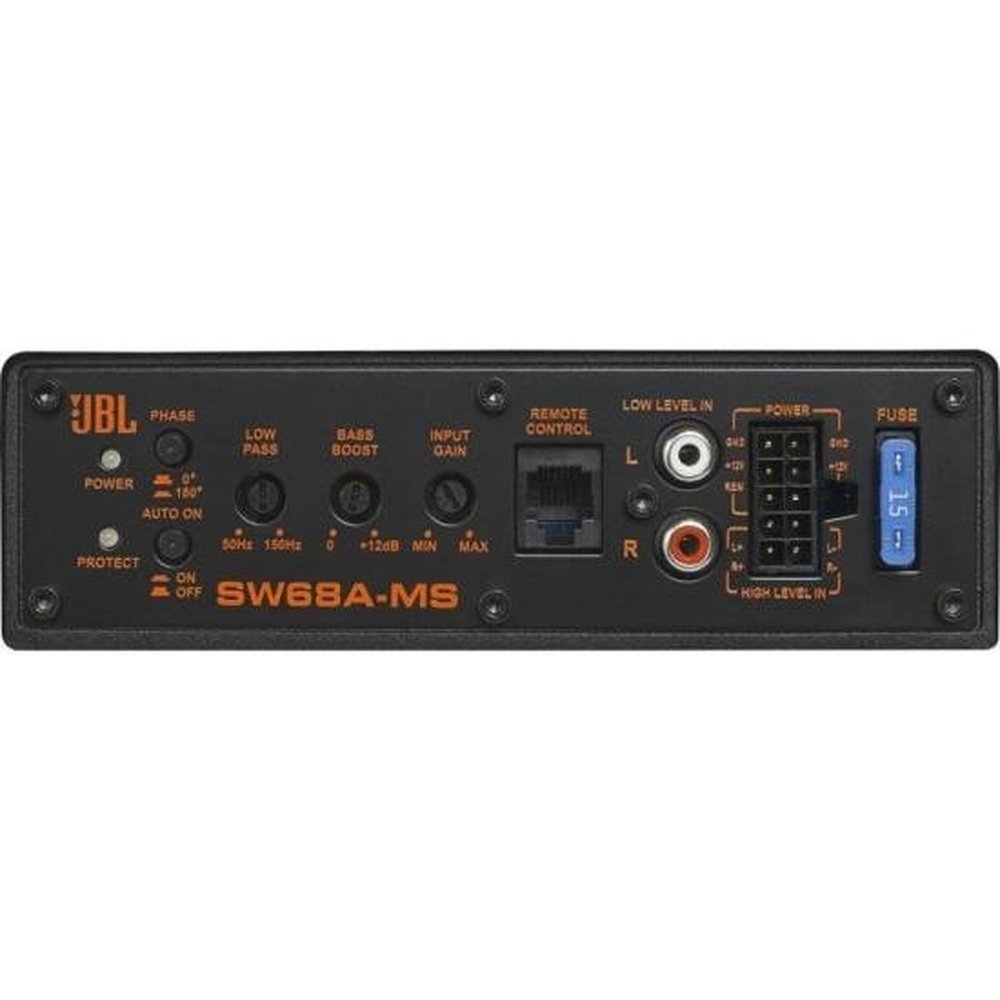 JBL
PHASE
0°
180°
POWER
AUTO ON
PROTECT
ON
OFF
LOW
PASS
50Hz 150Hz
BASS
BOOST
0 +12dB
INPUT
GAIN
MIN MAX
SW68A-MS
REMOTE
CONTROL
LOW LEVEL IN
L
R
POWER
GND GND
+12V +12V
REM
L+ L-
R+ R-
HIGH LEVEL IN
FUSE
15